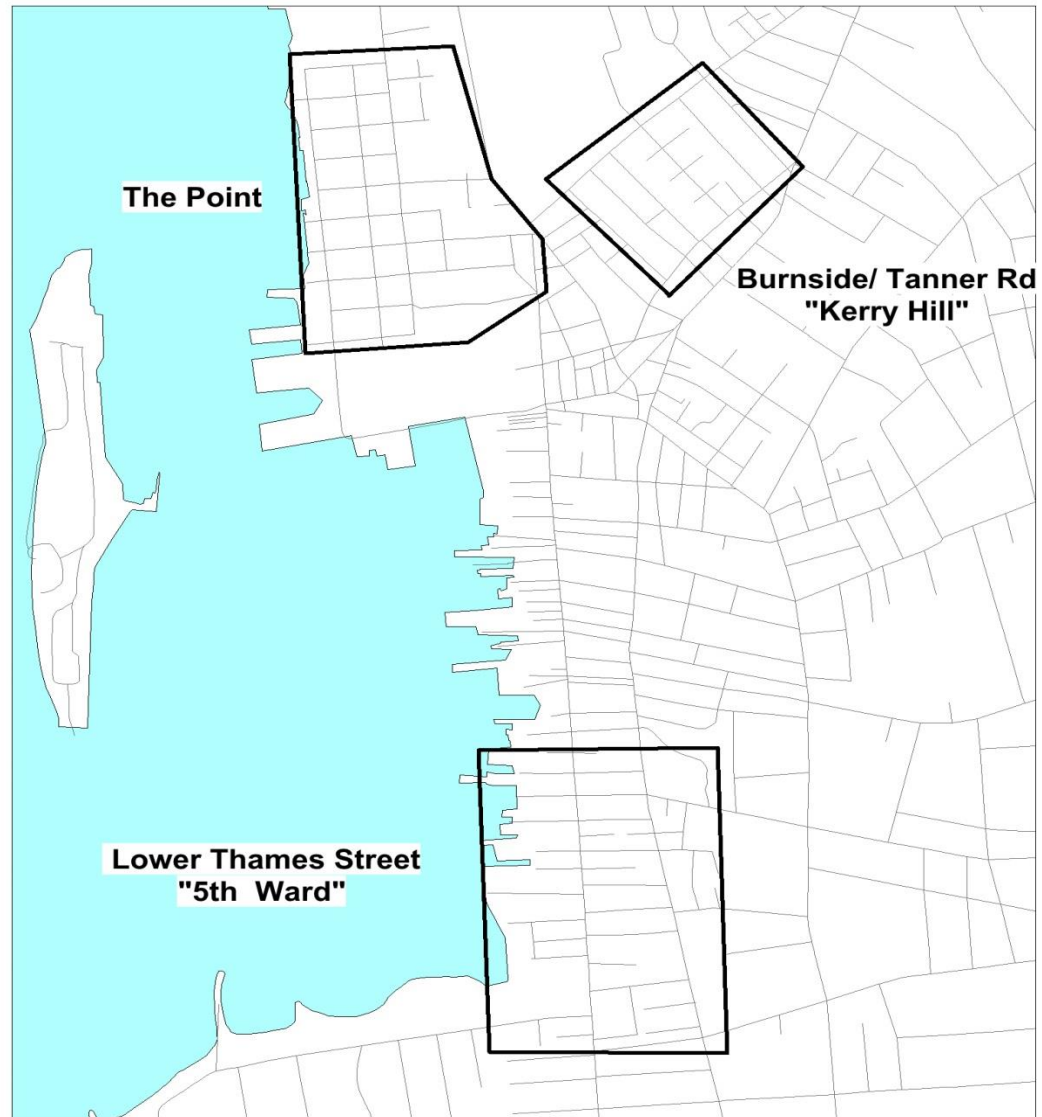 The Point
Burnside/ Tanner Rd
"Kerry Hill"
Lower Thames Street
"5th Ward"